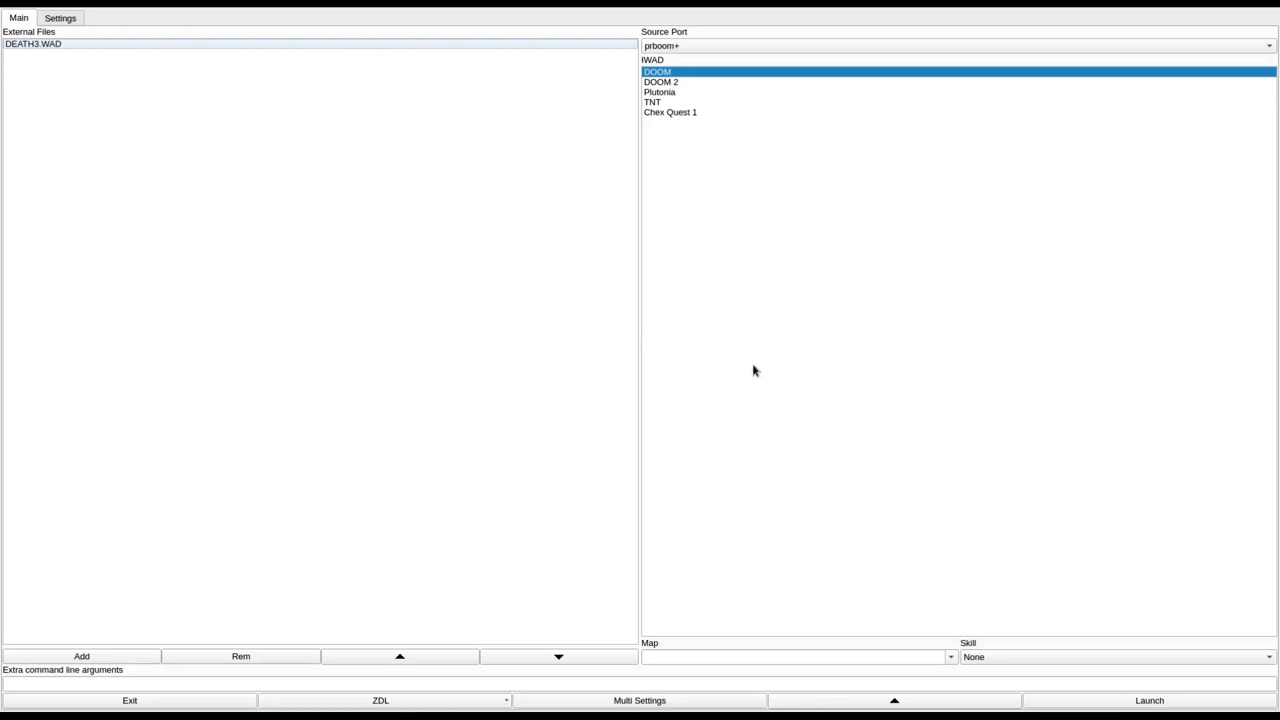 Main
Settings
External Files
DEATH3.WAD
Source Port
prboom+
IWAD
DOOM
DOOM 2
Plutonia
TNT
Chex Quest 1
Add
Rem
Map
Skill
None
Extra command line arguments
Exit
ZDL
Multi Settings
Launch